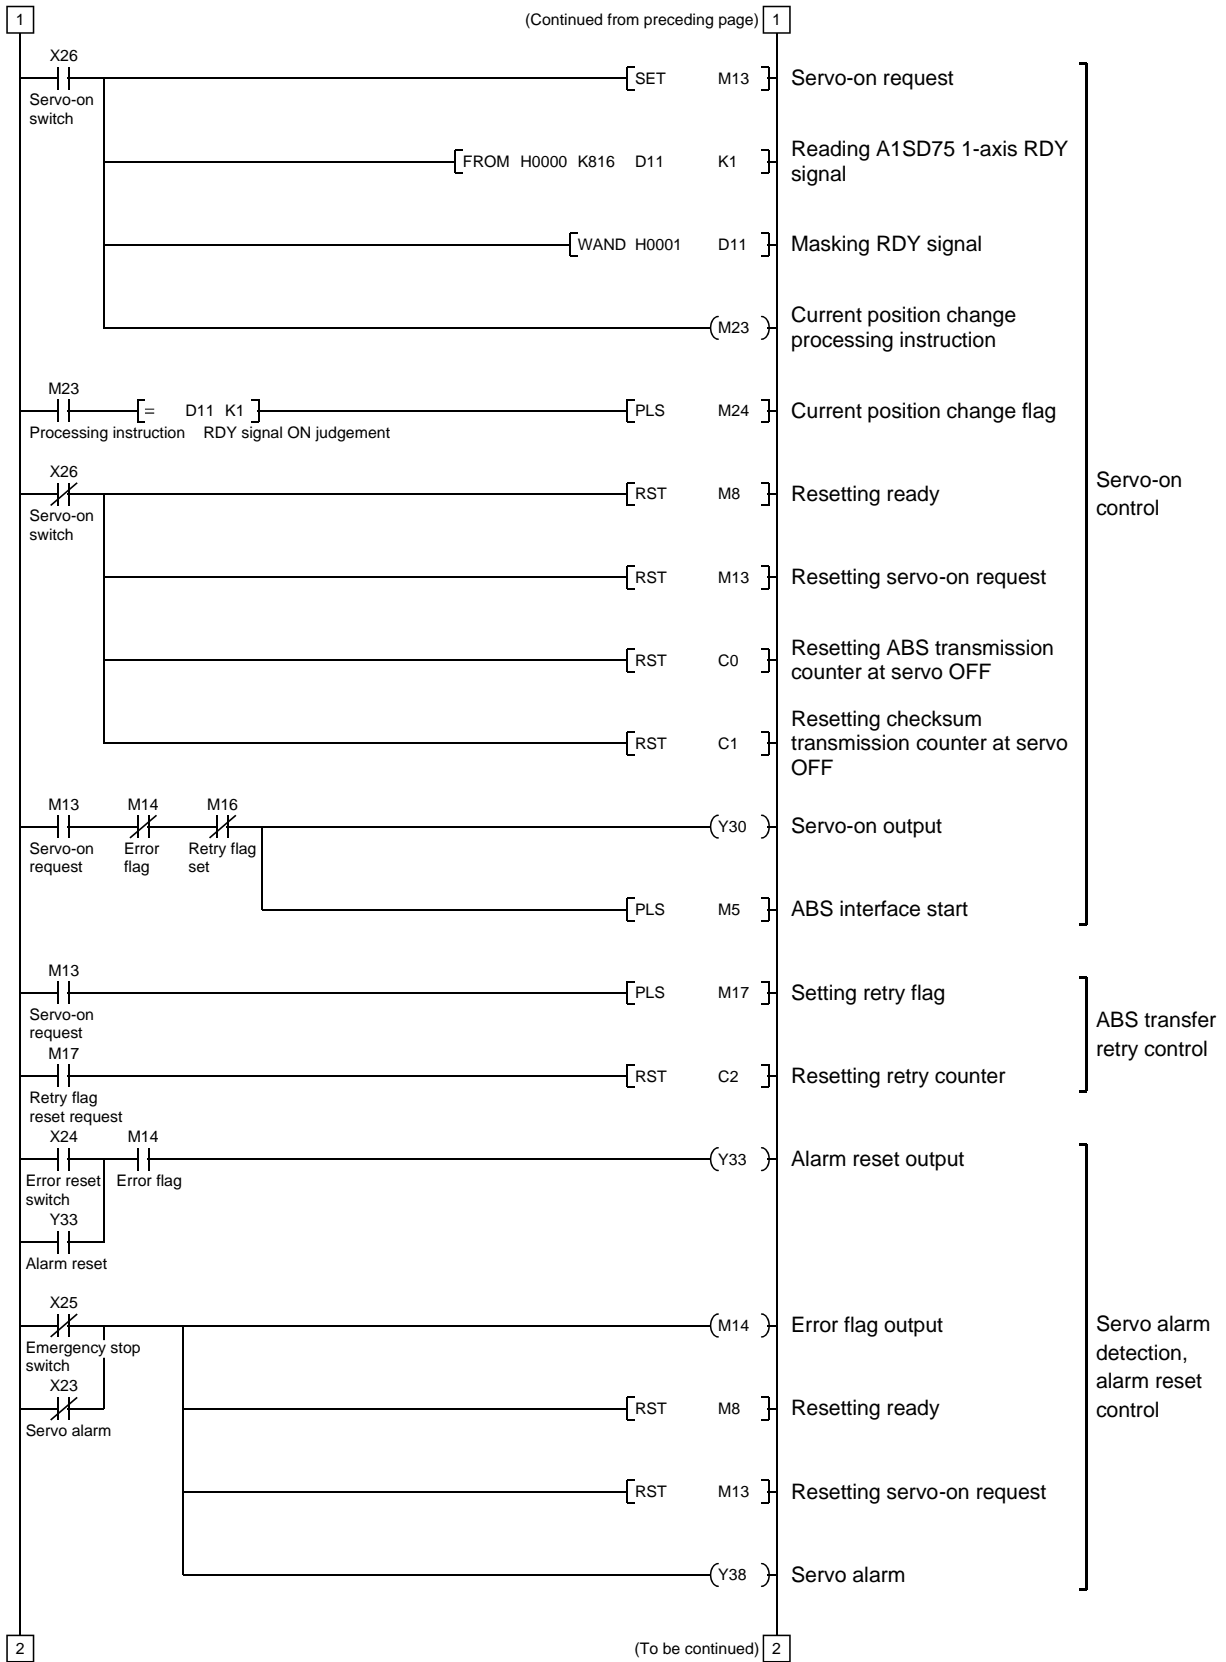 1
(Continued from preceding page) 1
X26
SET M13 Servo-on request
Servo-on
switch
FROM H0000 K816 D11 K1
Reading A1SD75 1-axis RDY
signal
WAND H0001 D11 Masking RDY signal
M23
Current position change
processing instruction
M23
= D11 K1
PLS M24 Current position change flag
Processing instruction RDY signal ON judgement
X26
RST M8 Resetting ready
Servo-on
switch
RST M13 Resetting servo-on request
RST C0
Resetting ABS transmission
counter at servo OFF
RST C1
Resetting checksum
transmission counter at servo
OFF
Servo-on
control
M13 M14 M16
Y30 Servo-on output
Servo-on
request
Error
flag
Retry flag
set
PLS M5 ABS interface start
M13
PLS M17 Setting retry flag
Servo-on
request
M17
RST C2 Resetting retry counter
Retry flag
reset request
ABS transfer
retry control
X24 M14
Y33 Alarm reset output
Error reset
switch
Error flag
Y33
Alarm reset
X25
M14 Error flag output
Emergency stop
switch
X23
RST M8 Resetting ready
Servo alarm
RST M13 Resetting servo-on request
Y38 Servo alarm
Servo alarm
detection,
alarm reset
control
2
(To be continued) 2